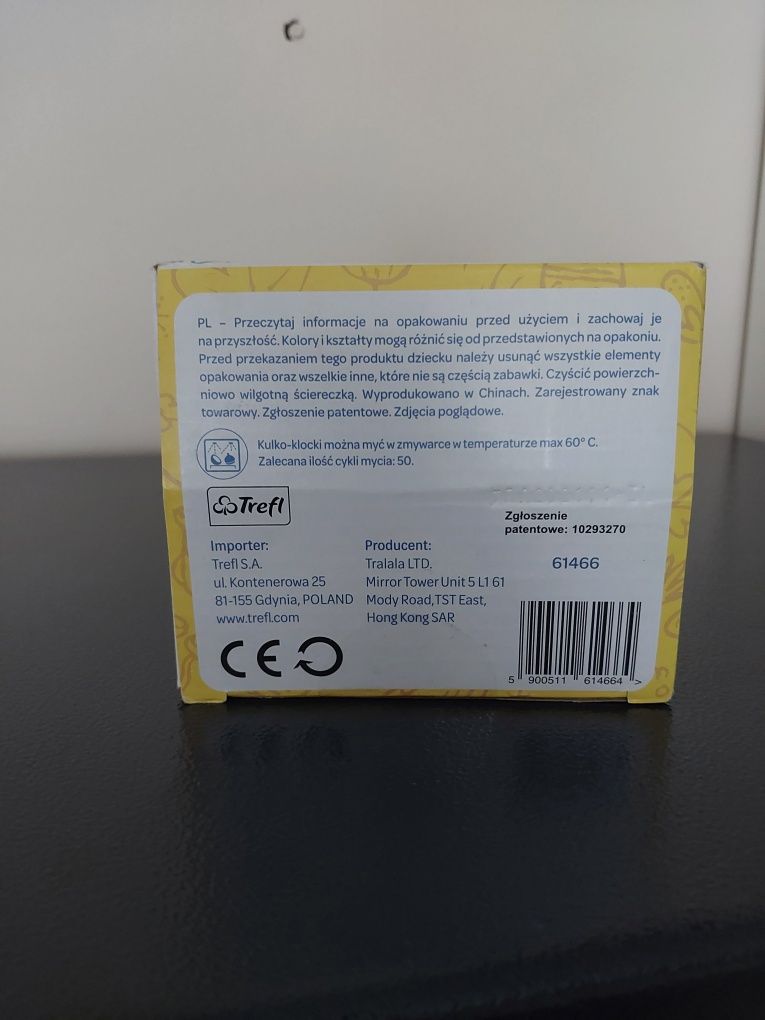 PL – Przeczytaj informacje na opakowaniu przed użyciem i zachowaj je
na przyszłość. Kolory i kształty mogą różnić się od przedstawionych na opakoniu.
Przed przekazaniem tego produktu dziecku należy usunąć wszystkie elementy
opakowania oraz wszelkie inne, które nie są częścią zabawki. Czyścić powierzch-
niowo wilgotną ściereczką. Wyprodukowano w Chinach. Zarejestrowany znak
towarowy. Zgłoszenie patentowe. Zdjęcia poglądowe.
Kulko-klocki można myć w zmywarce w temperaturze max 60° C.
Zalecana ilość cykli mycia: 50.
Trefl
Zgłoszenie
patentowe: 10293270
Importer:
Trefl S.A.
ul. Kontenerowa 25
81-155 Gdynia, POLAND
www.trefl.com
Producent:
Tralala LTD.
Mirror Tower Unit 5 L1 61
Mody Road,TST East,
Hong Kong SAR
61466
CE
5 900511 614664 >